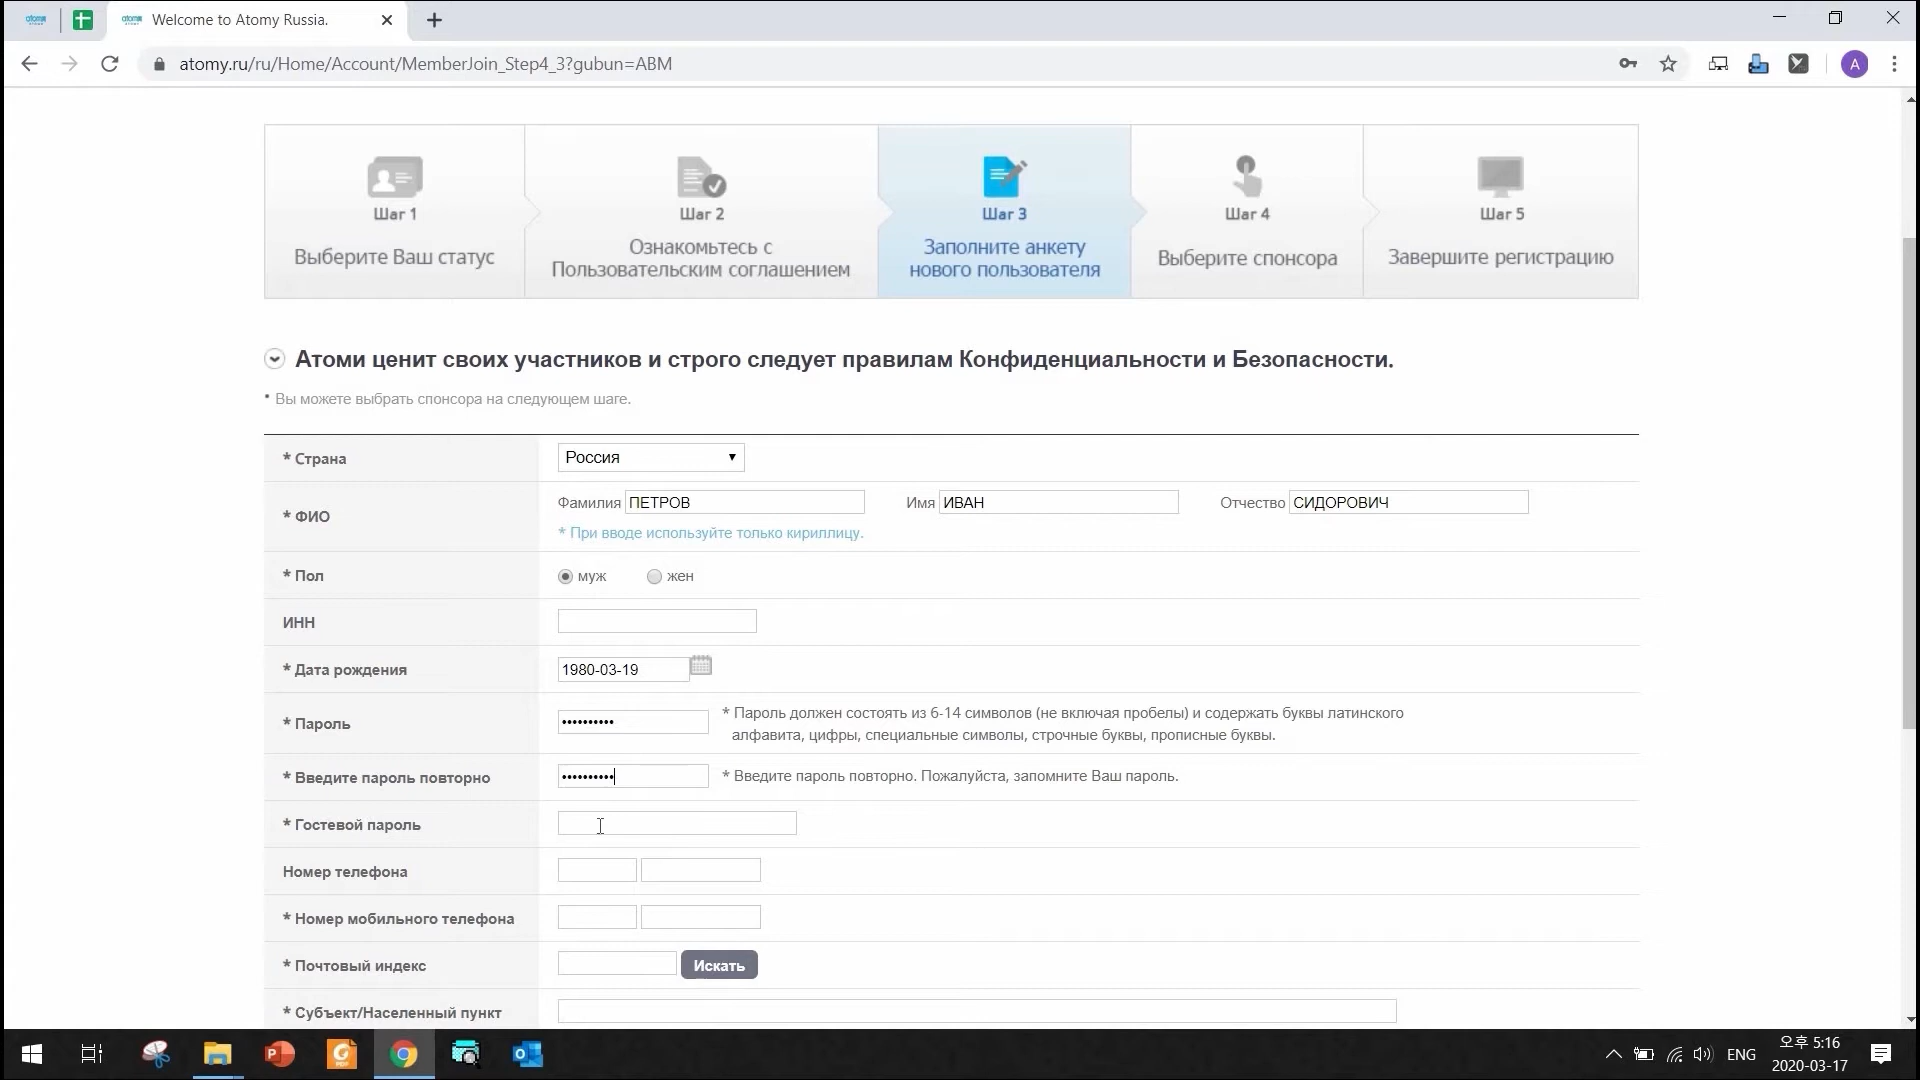 atomy
atomy
Welcome to Atomy Russia.
atomy.ru/ru/Home/Account/MemberJoin_Step4_3?gubun=ABM
A
Шаг 1
Выберите Ваш статус
Шаг 2
Ознакомьтесь с
Пользовательским соглашением
Шаг 3
Заполните анкету
нового пользователя
Шаг 4
Выберите спонсора
Шаг 5
Завершите регистрацию
Атоми ценит своих участников и строго следует правилам Конфиденциальности и Безопасности.
* Вы можете выбрать спонсора на следующем шаге.
* Страна Россия
* ФИО Фамилия ПЕТРОВ Имя ИВАН Отчество СИДОРОВИЧ
* При вводе используйте только кириллицу.
* Пол муж жен
ИНН
* Дата рождения 1980-03-19
* Пароль •••••••••• * Пароль должен состоять из 6-14 символов (не включая пробелы) и содержать буквы латинского
алфавита, цифры, специальные символы, строчные буквы, прописные буквы.
* Введите пароль повторно •••••••••• * Введите пароль повторно. Пожалуйста, запомните Ваш пароль.
* Гостевой пароль
Номер телефона
* Номер мобильного телефона
* Почтовый индекс Искать
* Субъект/Населенный пункт
ENG
오후 5:16
2020-03-17